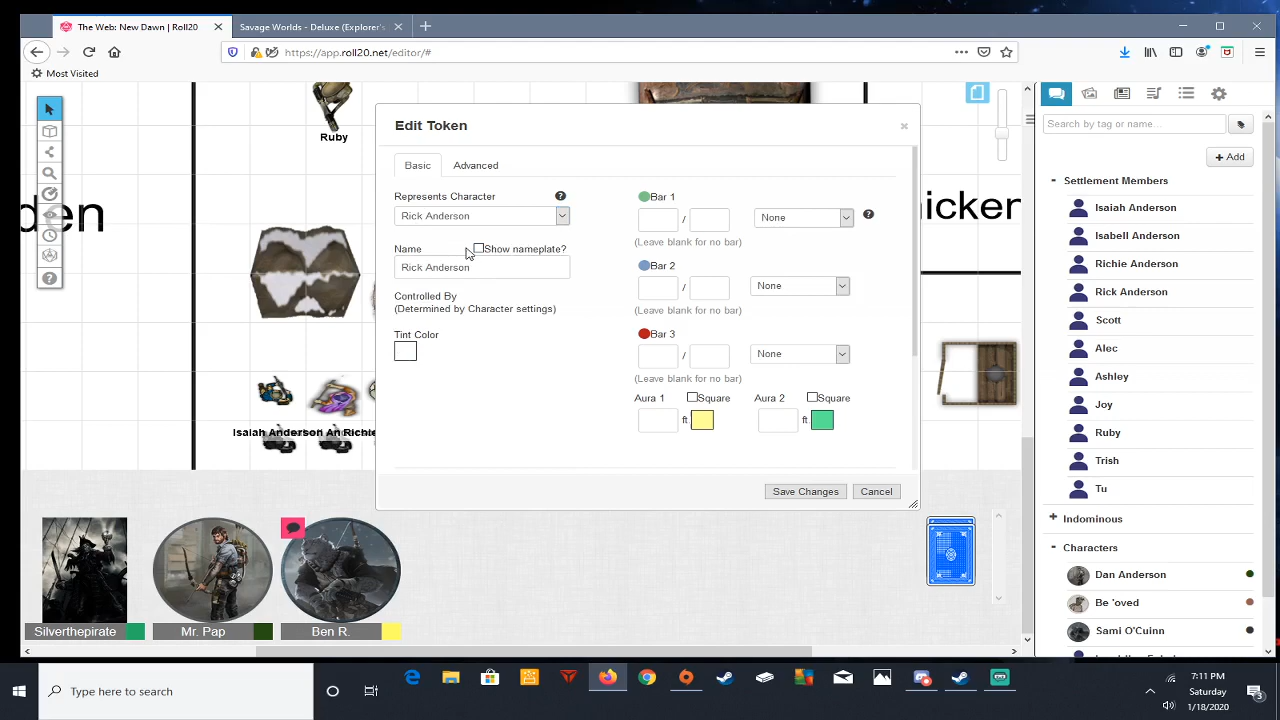 The Web: New Dawn | Roll20
Savage Worlds - Deluxe (Explorer's
https://app.roll20.net/editor/#
Most Visited
Ruby
den
hicken
Isaiah Anderson
An Richie
Edit Token
Basic
Advanced
Represents Character
Rick Anderson
Name
Show nameplate?
Rick Anderson
Controlled By
(Determined by Character settings)
Tint Color
Bar 1
/
None
(Leave blank for no bar)
Bar 2
/
None
(Leave blank for no bar)
Bar 3
/
None
(Leave blank for no bar)
Aura 1
Square
Aura 2
Square
ft
ft
Save Changes
Cancel
Search by tag or name...
+ Add
- Settlement Members
Isaiah Anderson
Isabell Anderson
Richie Anderson
Rick Anderson
Scott
Alec
Ashley
Joy
Ruby
Trish
Tu
+ Indominous
- Characters
Dan Anderson
Be 'oved
Sami O'Cuinn
Silverthepirate
Mr. Pap
Ben R.
Type here to search
7:11 PM
Saturday
1/18/2020
3